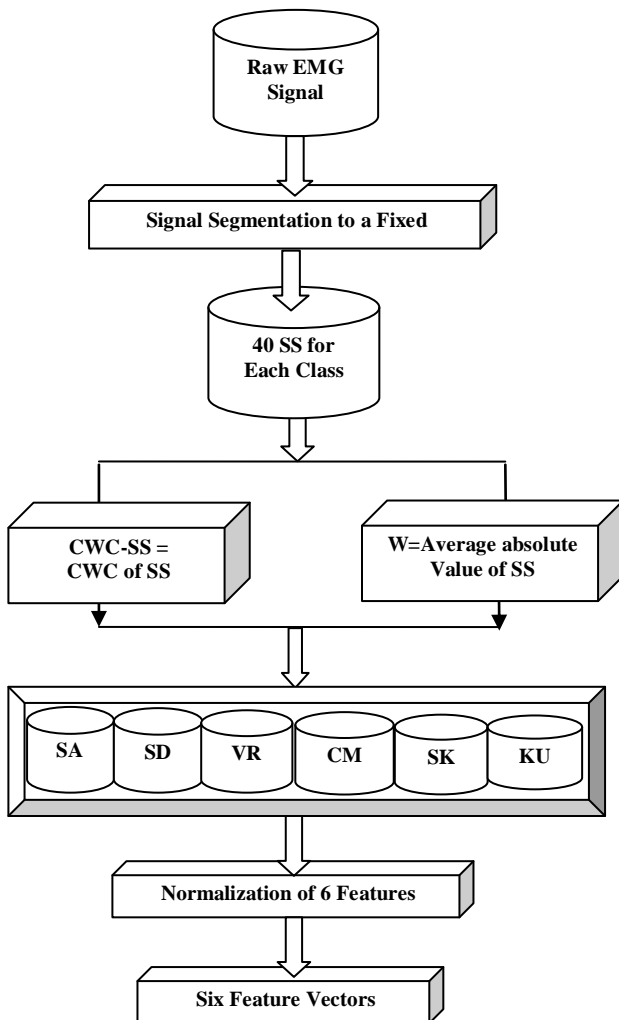 Raw EMG
Signal
Signal Segmentation to a Fixed
40 SS for
Each Class
CWC-SS =
CWC of SS
W=Average absolute
Value of SS
SA
SD
VR
CM
SK
KU
Normalization of 6 Features
Six Feature Vectors